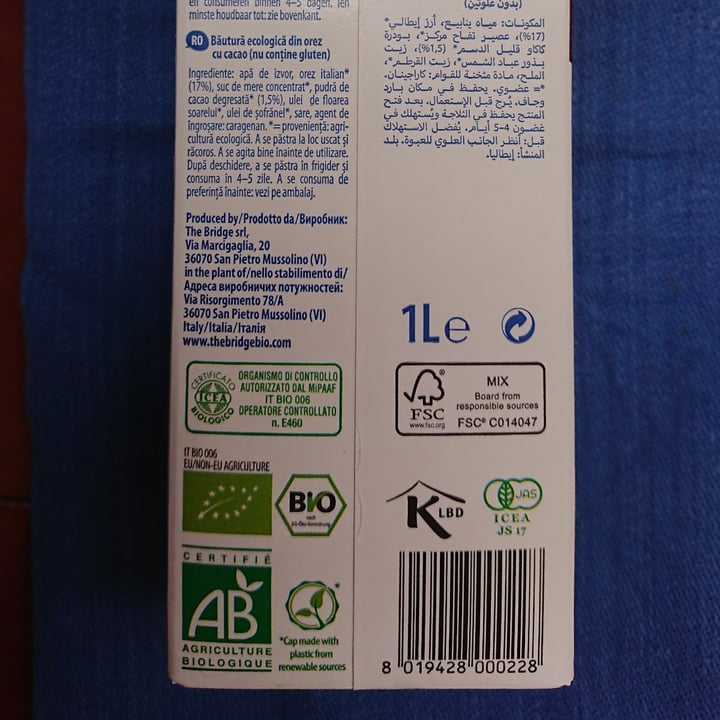 en consumeren binnen 4–5 dagen. Ten
minste houdbaar tot: zie bovenkant.
RO Băutură ecologică din orez
cu cacao (nu conține gluten)
Ingrediente: apă de izvor, orez italian*
(17%), suc de mere concentrat*, pudră de
cacao degresată* (1,5%), ulei de floarea
soarelui*, ulei de șofrănel*, sare, agent de
îngroșare: caragenan. *= proveniență: agri-
cultură ecologică. A se păstra la loc uscat și
răcoros. A se agita bine înainte de utilizare.
După deschidere, a se păstra în frigider și
consuma în 4–5 zile. A se consuma de
preferință înainte: vezi pe ambalaj.
Produced by/Prodotto da/Виробник:
The Bridge srl,
Via Marcigaglia, 20
36070 San Pietro Mussolino (VI)
in the plant of/nello stabilimento di/
Адреса виробничих потужностей:
Via Risorgimento 78/A
36070 San Pietro Mussolino (VI)
Italy/Italia/Італія
www.thebridgebio.com
CERTIFICATO
ICEA
BIOLOGICO
ORGANISMO DI CONTROLLO
AUTORIZZATO DAL MiPAAF
IT BIO 006
OPERATORE CONTROLLATO
n. E460
IT BIO 006
EU/NON-EU AGRICULTURE
BiO
nach
EG-Öko-Verordnung
CERTIFIÉ
AB
AGRICULTURE
BIOLOGIQUE
*
*Cap made with
plastic from
renewable sources
(بدون غلوتين)
المكونات: مياه ينابيع، أرز إيطالي*
(17%)، عصير تفاح مركز*، بودرة
كاكاو قليل الدسم* (1,5%)، زيت
بذور عباد الشمس*، زيت القرطم*،
الملح، مادة مثخنة للقوام: كاراجينان.
*= عضوي. يحفظ في مكان بارد
وجاف. يُرج قبل الإستعمال. بعد فتح
المنتج يحفظ في الثلاجة ويُستهلك في
غضون 4-5 أيام. يُفضل الاستهلاك
قبل: أنظر الجانب العلوي للعبوة. بلد
المنشأ: إيطاليا.
1L e
FSC®
www.fsc.org
MIX
Board from
responsible sources
FSC® C014047
K LBD
JAS
ICEA
JS 17
8 019428 000228